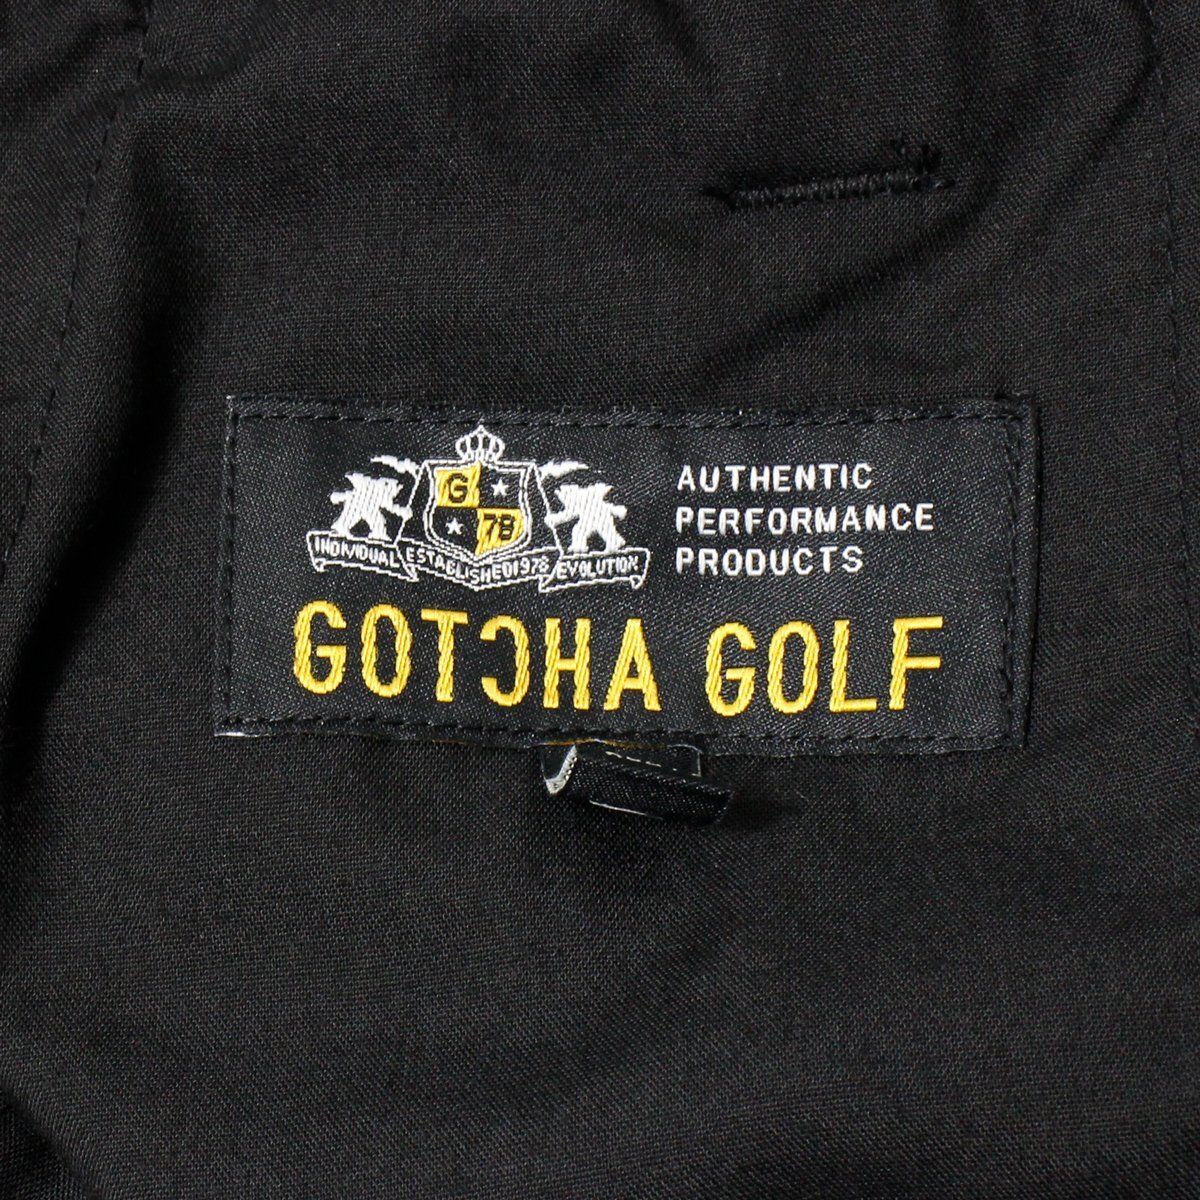 G
78
INDIVIDUAL ESTABLISHED1978 EVOLUTION
AUTHENTIC
PERFORMANCE
PRODUCTS
GOTCHA GOLF